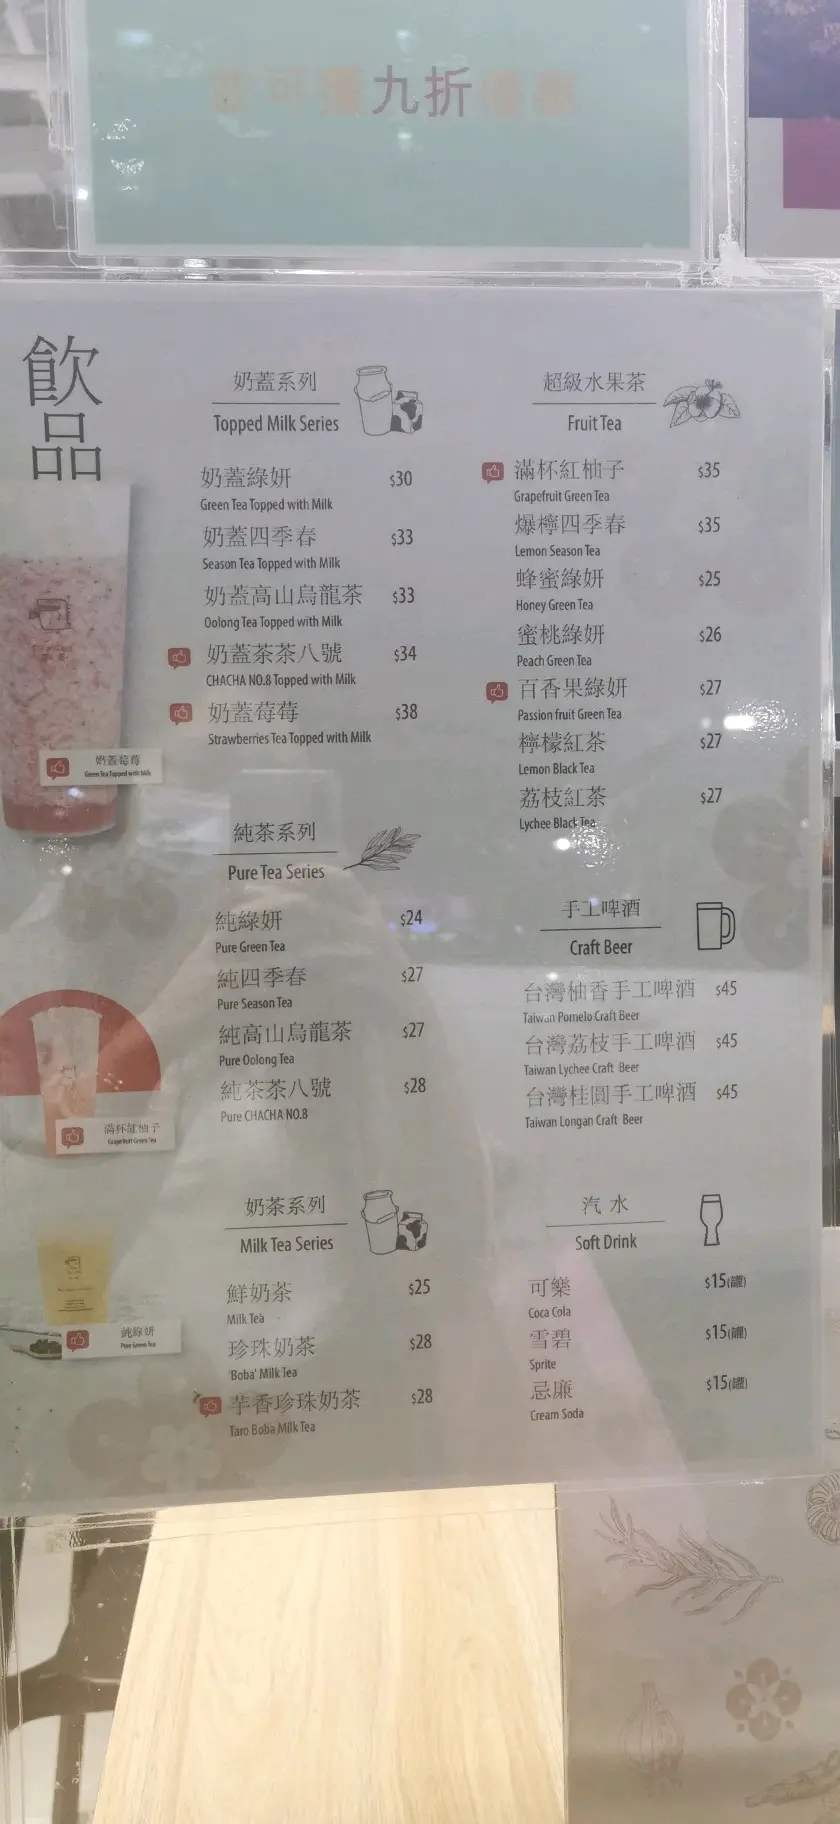 九折
飲品
奶蓋系列
Topped Milk Series
奶蓋綠妍 $30
Green Tea Topped with Milk
奶蓋四季春 $33
Season Tea Topped with Milk
奶蓋高山烏龍茶 $33
Oolong Tea Topped with Milk
奶蓋茶茶八號 $34
CHACHA NO.8 Topped with Milk
奶蓋莓莓 $38
Strawberries Tea Topped with Milk
奶蓋莓莓
Green Tea Topped with Milk
純茶系列
Pure Tea Series
純綠妍 $24
Pure Green Tea
純四季春 $27
Pure Season Tea
純高山烏龍茶 $27
Pure Oolong Tea
純茶茶八號 $28
Pure CHACHA NO.8
滿杯紅柚子
Grapefruit Green Tea
奶茶系列
Milk Tea Series
鮮奶茶 $25
Milk Tea
珍珠奶茶 $28
'Boba' Milk Tea
芋香珍珠奶茶 $28
Taro Boba Milk Tea
純綠妍
Pure Green Tea
超級水果茶
Fruit Tea
滿杯紅柚子 $35
Grapefruit Green Tea
爆檸四季春 $35
Lemon Season Tea
蜂蜜綠妍 $25
Honey Green Tea
蜜桃綠妍 $26
Peach Green Tea
百香果綠妍 $27
Passion fruit Green Tea
檸檬紅茶 $27
Lemon Black Tea
荔枝紅茶 $27
Lychee Black Tea
手工啤酒
Craft Beer
台灣柚香手工啤酒 $45
Taiwan Pomelo Craft Beer
台灣荔枝手工啤酒 $45
Taiwan Lychee Craft Beer
台灣桂圓手工啤酒 $45
Taiwan Longan Craft Beer
汽水
Soft Drink
可樂 $15(罐)
Coca Cola
雪碧 $15(罐)
Sprite
忌廉 $15(罐)
Cream Soda